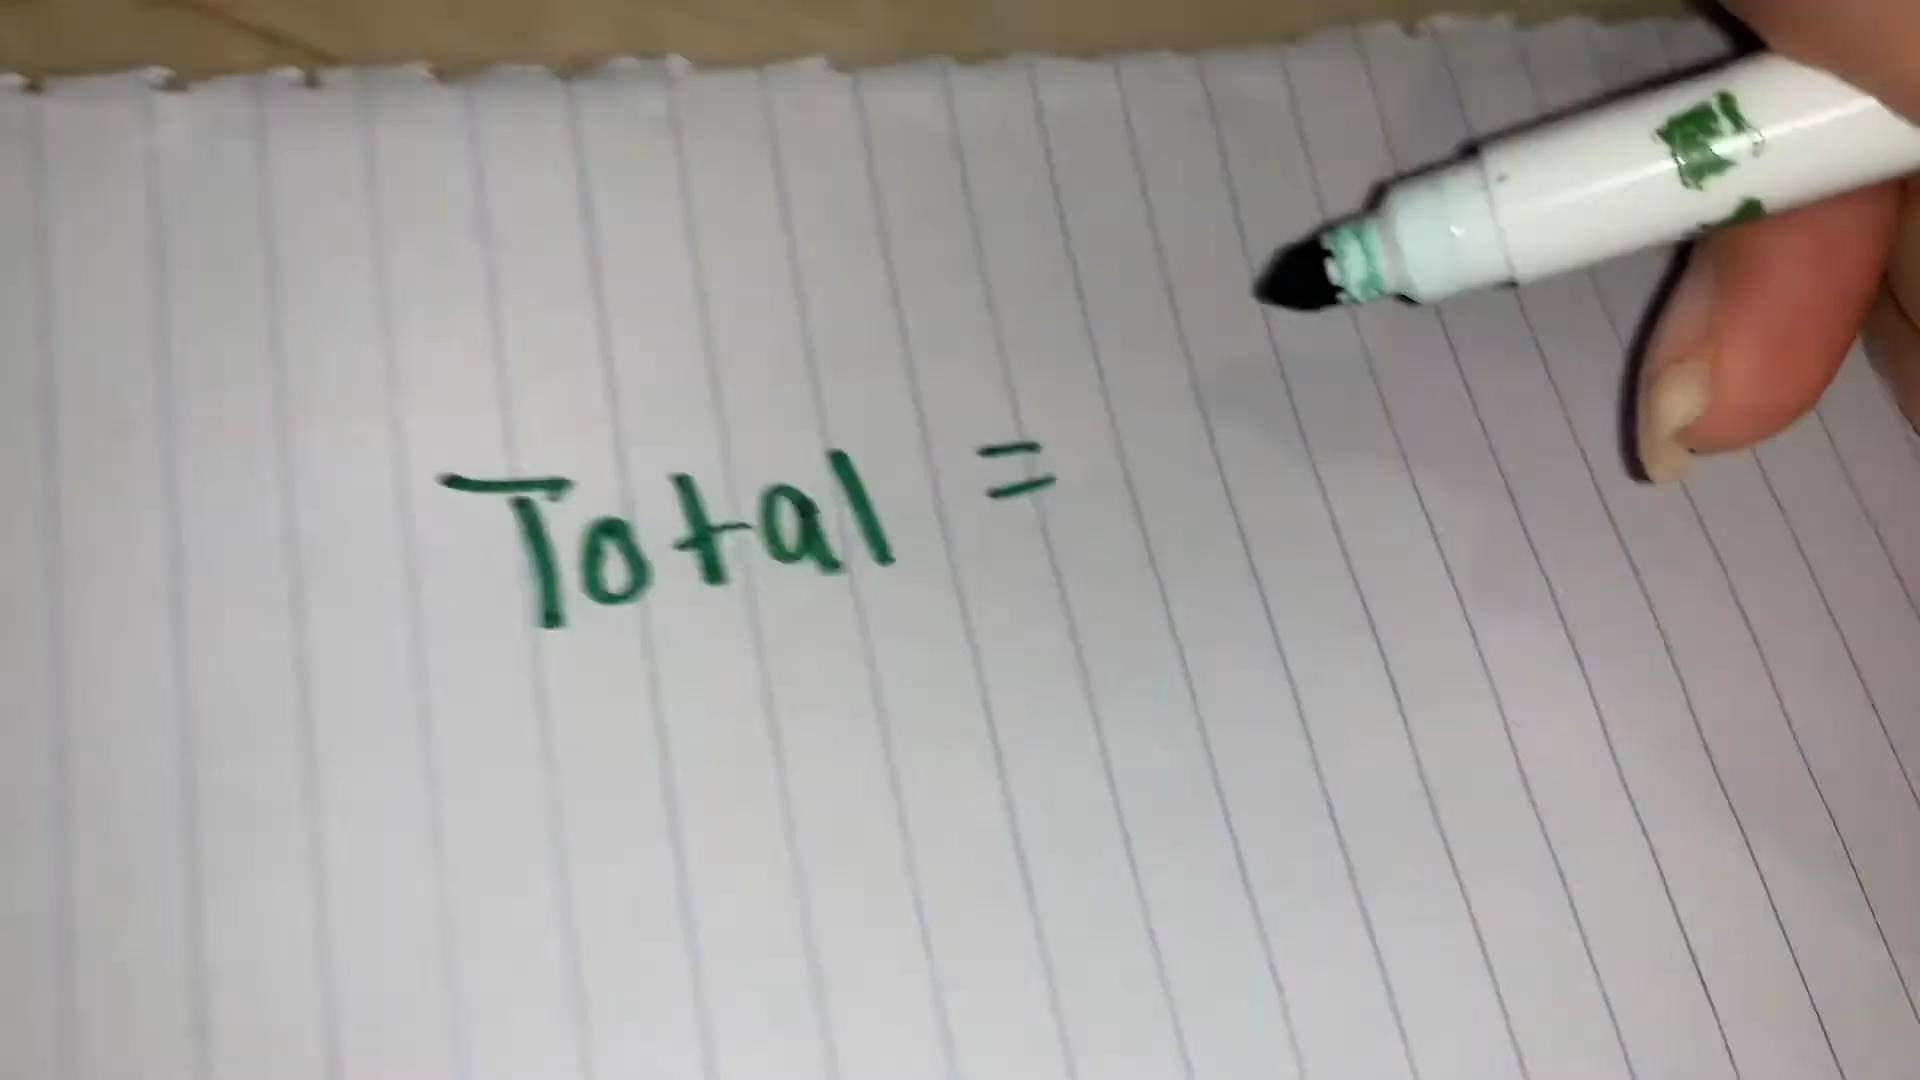 Total =